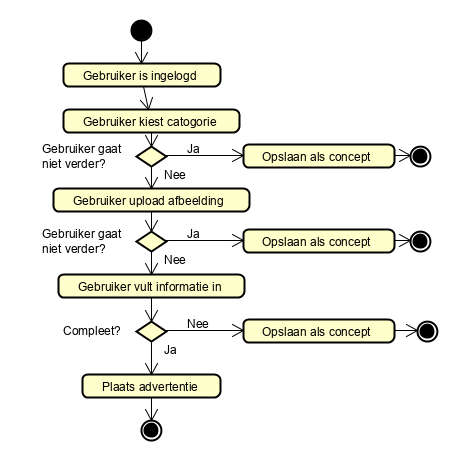 Gebruiker is ingelogd
Gebruiker kiest catogorie
Gebruiker gaat
niet verder?
Ja
Opslaan als concept
Nee
Gebruiker upload afbeelding
Gebruiker gaat
niet verder?
Ja
Opslaan als concept
Nee
Gebruiker vult informatie in
Compleet?
Nee
Opslaan als concept
Ja
Plaats advertentie